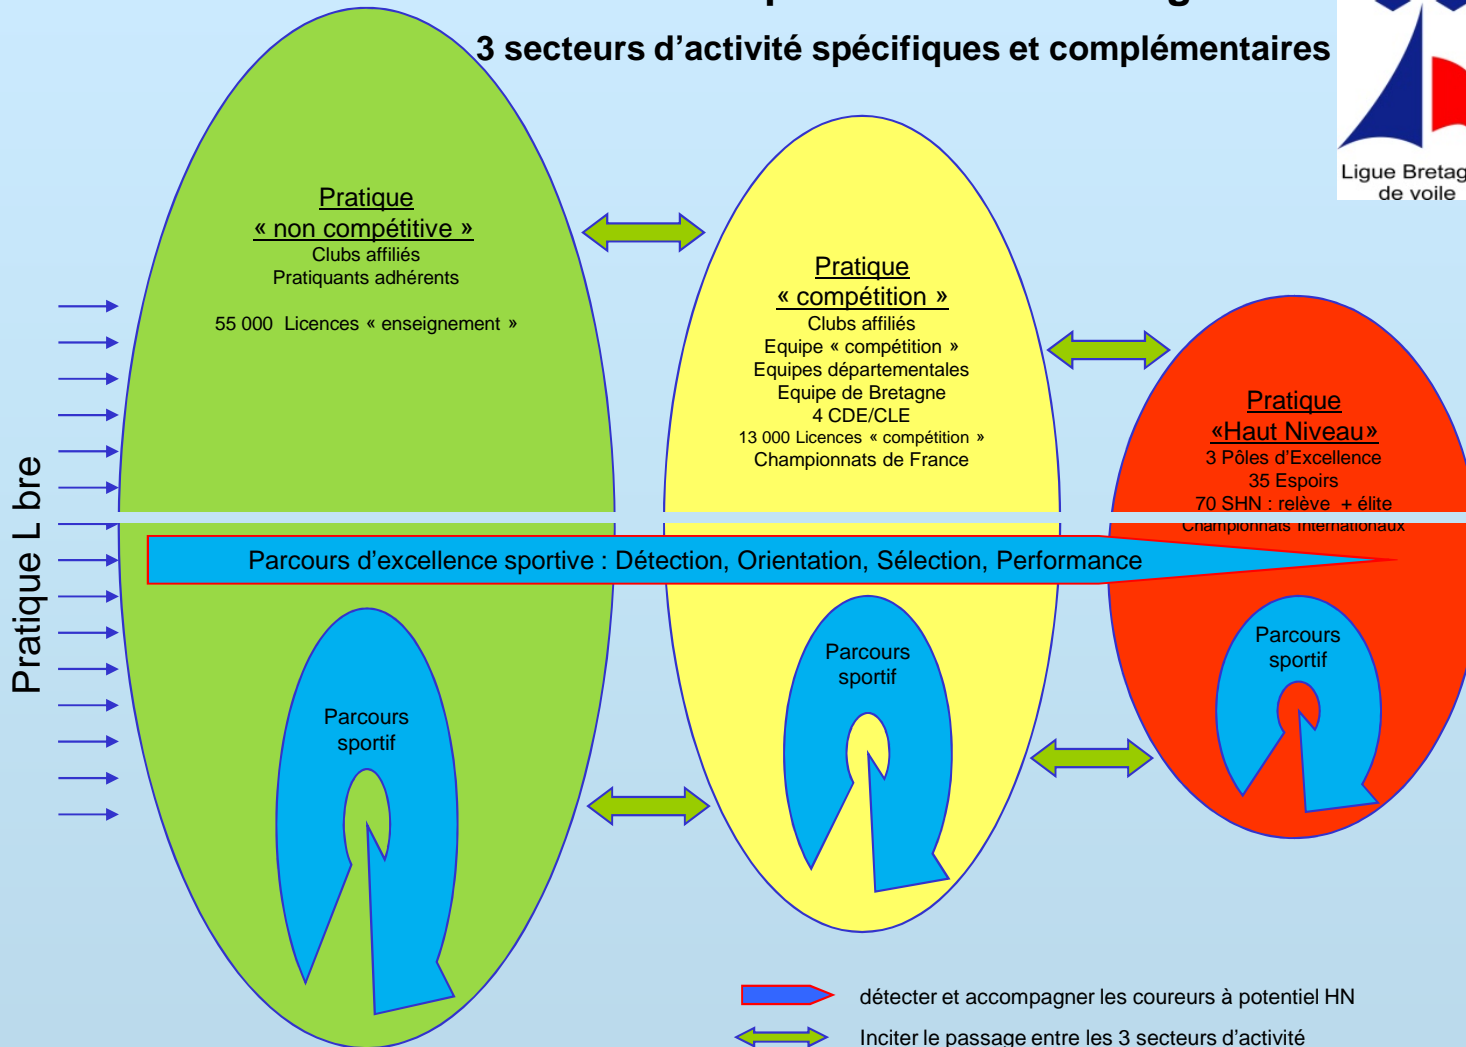 3 secteurs d’activité spécifiques et complémentaires
Ligue Bretag
de voile
Pratique
« non compétitive »
Clubs affiliés
Pratiquants adhérents
55 000 Licences « enseignement »
Pratique
« compétition »
Clubs affiliés
Equipe « compétition »
Equipes départementales
Equipe de Bretagne
4 CDE/CLE
13 000 Licences « compétition »
Championnats de France
Pratique
«Haut Niveau»
3 Pôles d’Excellence
35 Espoirs
70 SHN : relève + élite
Championnats Internationaux
Pratique L bre
Parcours d’excellence sportive : Détection, Orientation, Sélection, Performance
Parcours
sportif
Parcours
sportif
Parcours
sportif
détecter et accompagner les coureurs à potentiel HN
Inciter le passage entre les 3 secteurs d’activité